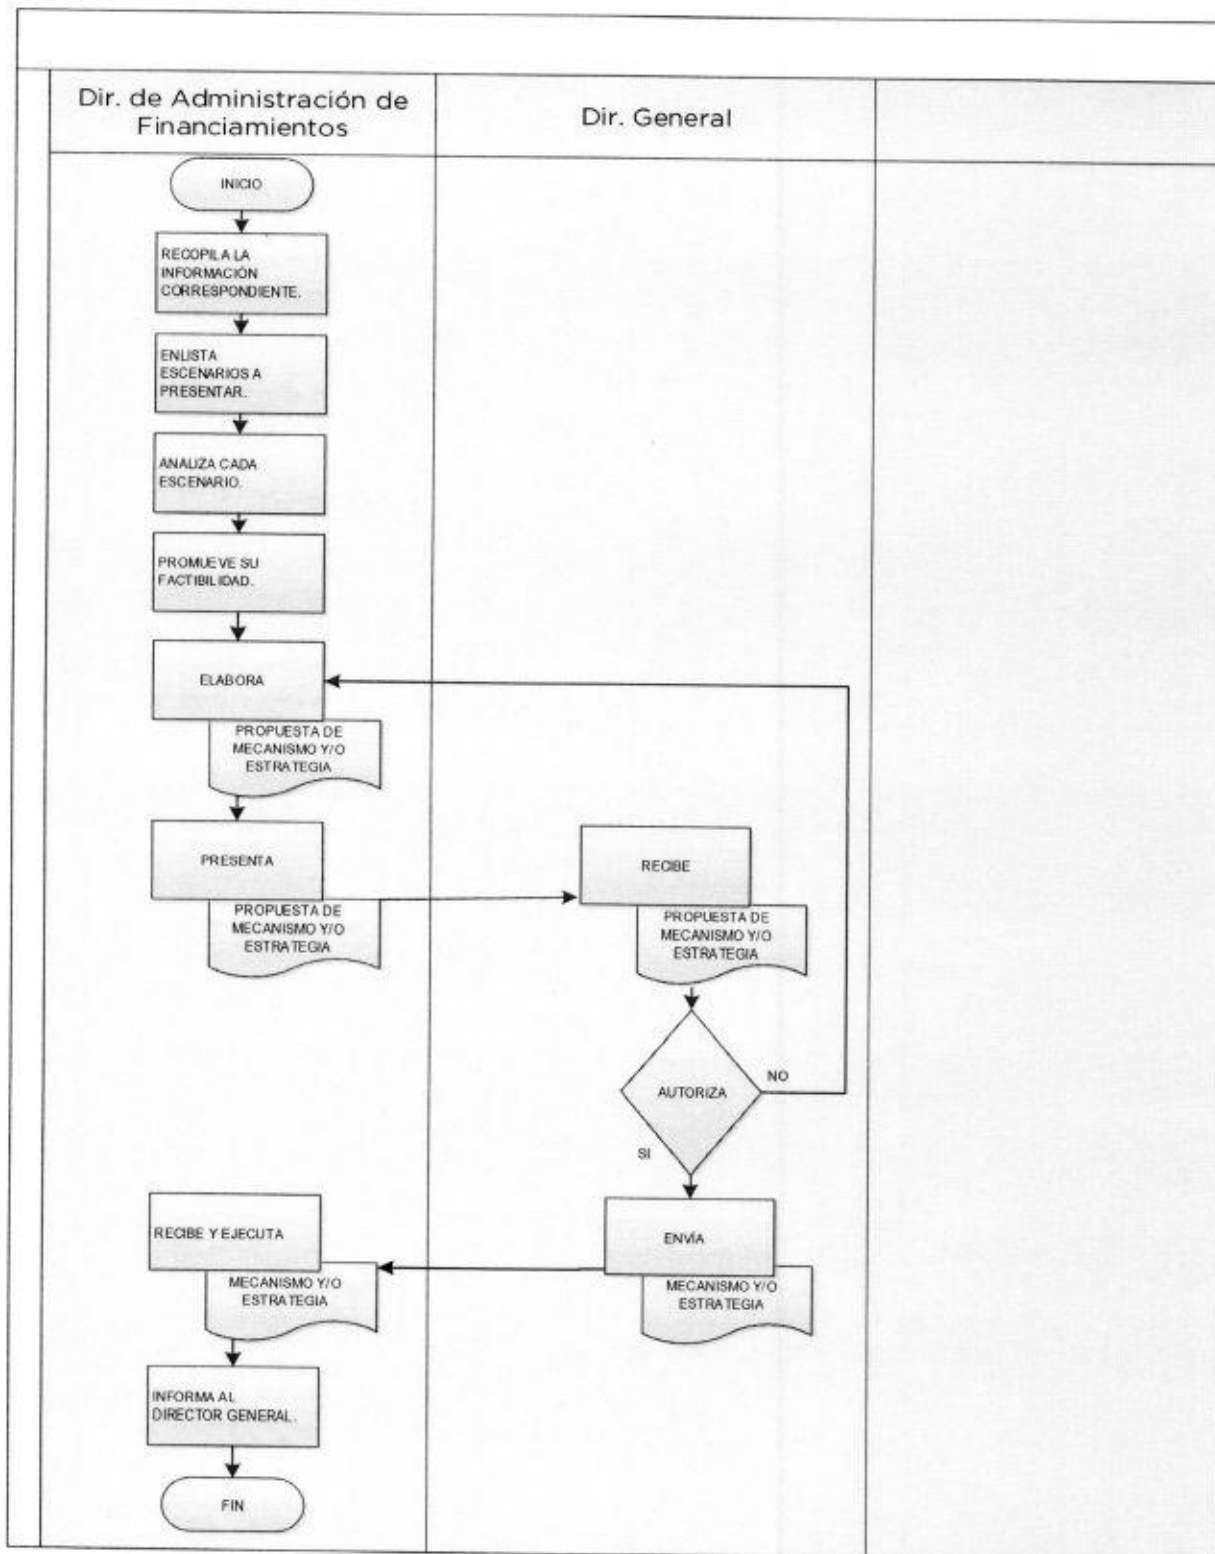 Dir. de Administración de
Financiamientos
Dir. General
INICIO
RECOPILA LA
INFORMACIÓN
CORRESPONDIENTE.
ENLISTA
ESCENARIOS A
PRESENTAR.
ANALIZA CADA
ESCENARIO.
PROMUEVE SU
FACTIBILIDAD.
ELABORA
PROPUESTA DE
MECANISMO Y/O
ESTRATEGIA
PRESENTA
PROPUESTA DE
MECANISMO Y/O
ESTRATEGIA
RECIBE
PROPUESTA DE
MECANISMO Y/O
ESTRATEGIA
AUTORIZA
NO
SI
ENVÍA
MECANISMO Y/O
ESTRATEGIA
RECIBE Y EJECUTA
MECANISMO Y/O
ESTRATEGIA
INFORMA AL
DIRECTOR GENERAL.
FIN